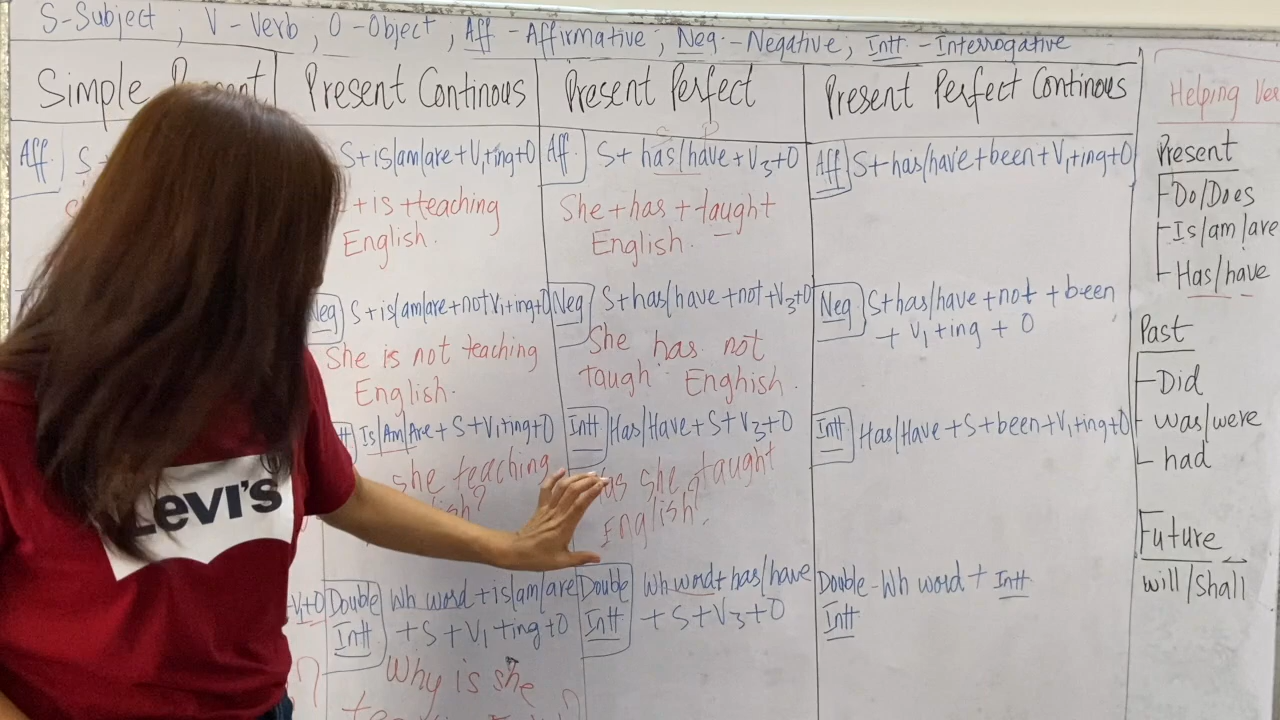 S-Subject , V-Verb , O-Object , Aff - Affirmative , Neg - Negative , Intt - Interrogative
Simple
Aff S+
Present Continous
S+is/am/are+V₁+ing+O
+is+teaching
English.
Neg S+is/am/are+not V₁+ing+O
She is not teaching
English.
Is/Am/Are+S+V₁+ing+O
she teaching
Double Wh word+is/am/are
Intt +S+V₁+ing+O
Why is she
Present Perfect
Aff. S+has/have+V₃+O
She+has+taught
English.
Neg S+has/have+not+V₃+O
She has not
taugh Enghish.
Intt Has/Have+S+V₃+O
she taught
English?
Double Wh word+has/have
Intt +S+V₃+O
Present Perfect Continous
Aff S+has/have+been+V₁+ing+O
Neg S+has/have+not+been
+V₁+ing+O
Intt Has/Have+S+been+V₁+ing+O
Double-Wh word+Intt
Intt
Helping
Present
Do/Does
Is/am/are
Has/have
Past
Did
was/were
had
Future
will/shall
Levi's